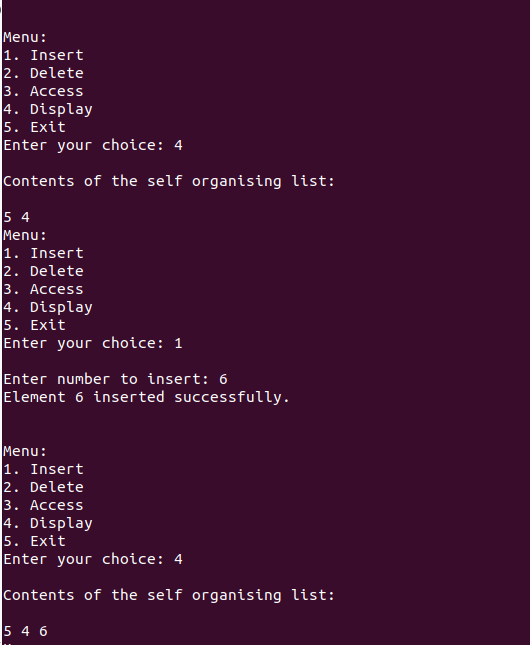 Menu:
1. Insert
2. Delete
3. Access
4. Display
5. Exit
Enter your choice: 4
Contents of the self organising list:
5 4
Menu:
1. Insert
2. Delete
3. Access
4. Display
5. Exit
Enter your choice: 1
Enter number to insert: 6
Element 6 inserted successfully.
Menu:
1. Insert
2. Delete
3. Access
4. Display
5. Exit
Enter your choice: 4
Contents of the self organising list:
5 4 6